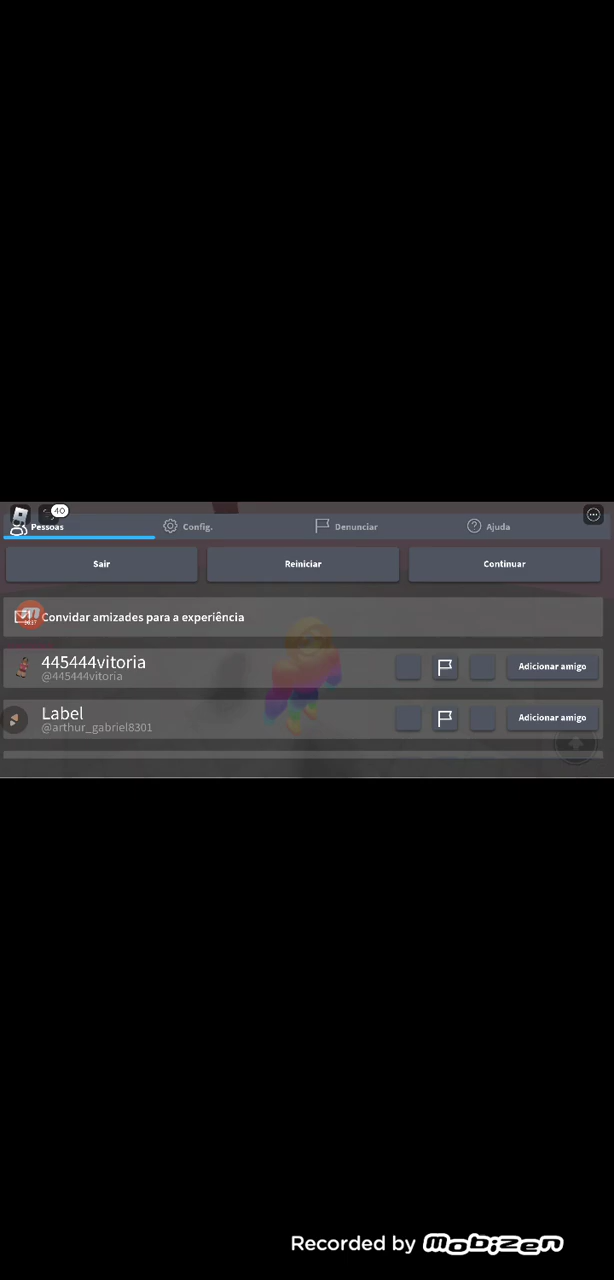 40
Pessoas
Config.
Denunciar
Ajuda
Sair
Reiniciar
Continuar
Convidar amizades para a experiência
445444vitoria
@445444vitoria
Adicionar amigo
Label
@arthur_gabriel8301
Adicionar amigo
Recorded by mobizen